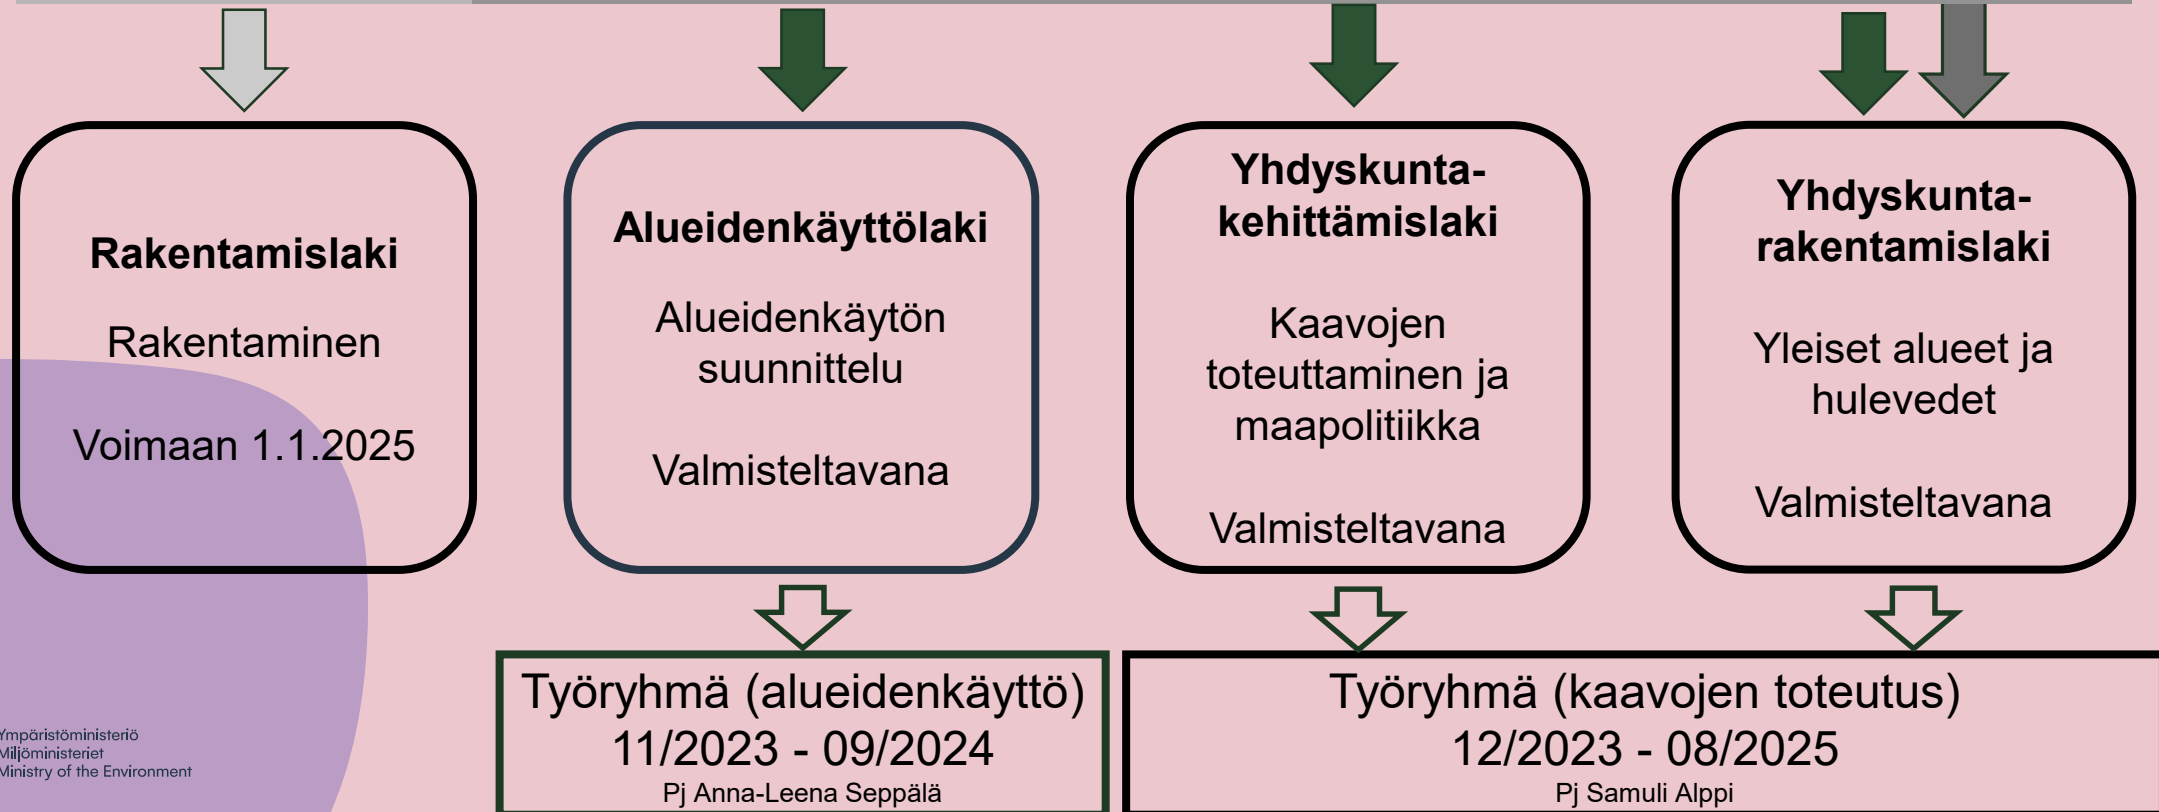 Rakentamislaki
Rakentaminen
Voimaan 1.1.2025
Alueidenkäyttölaki
Alueidenkäytön
suunnittelu
Valmisteltavana
Yhdyskunta-
kehittämislaki
Kaavojen
toteuttaminen ja
maapolitiikka
Valmisteltavana
Yhdyskunta-
rakentamislaki
Yleiset alueet ja
hulevedet
Valmisteltavana
Työryhmä (alueidenkäyttö)
11/2023 - 09/2024
Pj Anna-Leena Seppälä
Työryhmä (kaavojen toteutus)
12/2023 - 08/2025
Pj Samuli Alppi
Ympäristöministeriö
Miljöministeriet
Ministry of the Environment